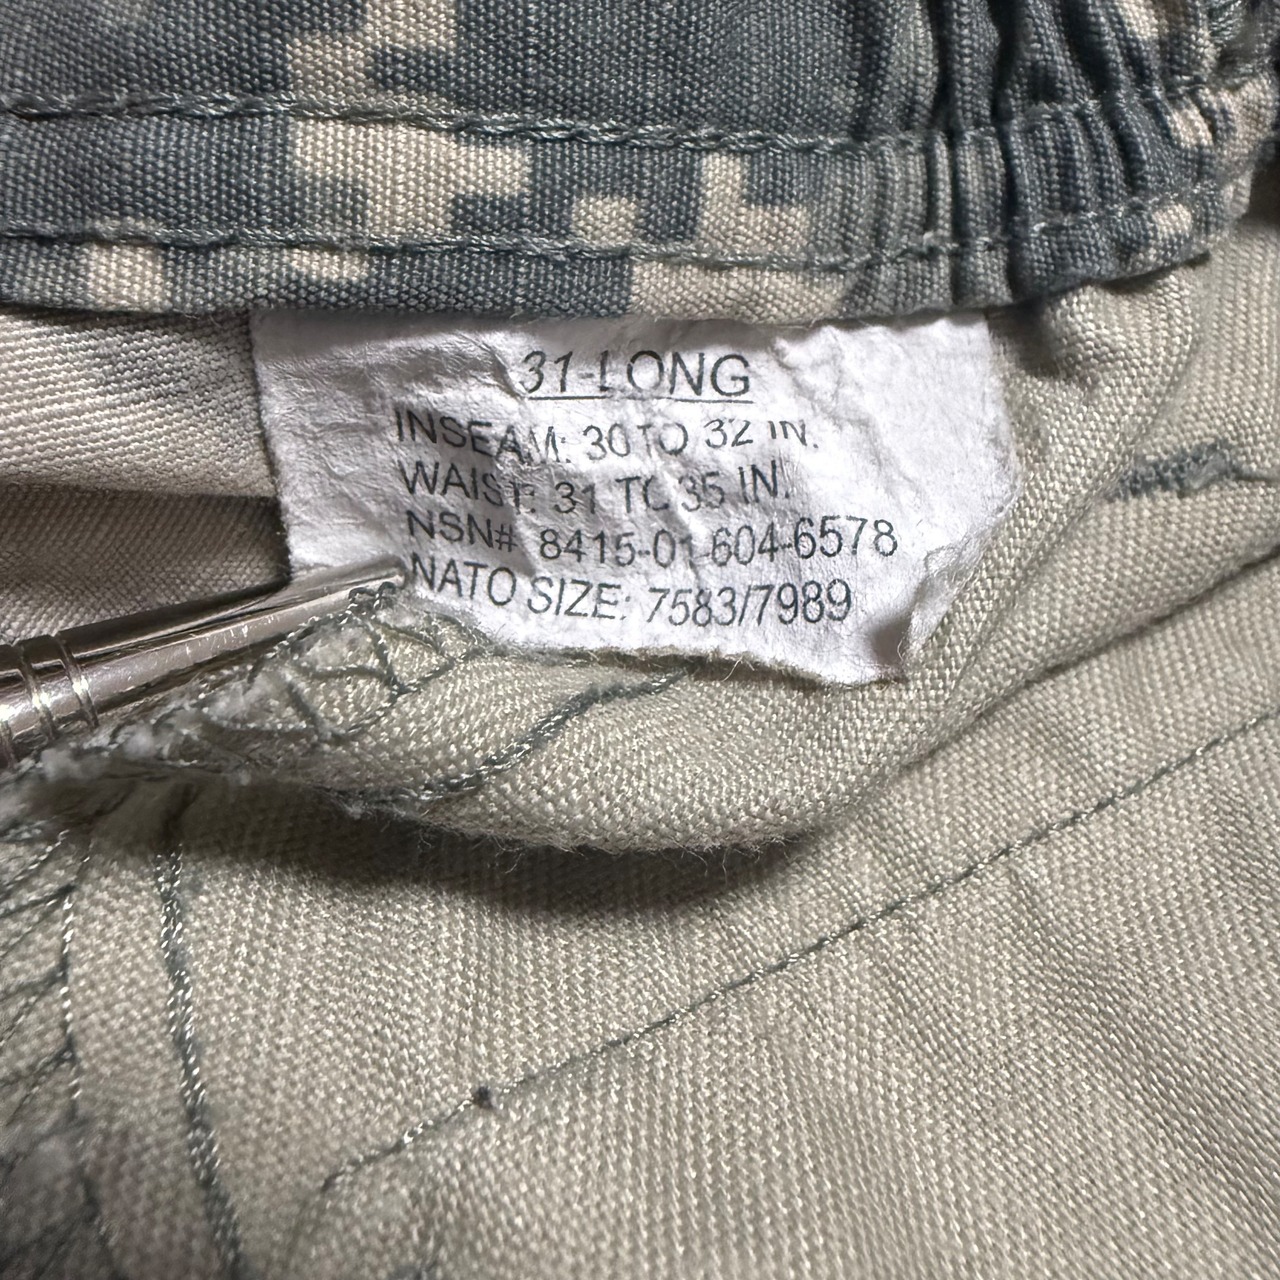 31-LONG
INSEAM: 30 TO 32 IN.
WAIST: 31 TO 35 IN.
NSN# 8415-01-604-6578
NATO SIZE: 7583/7989